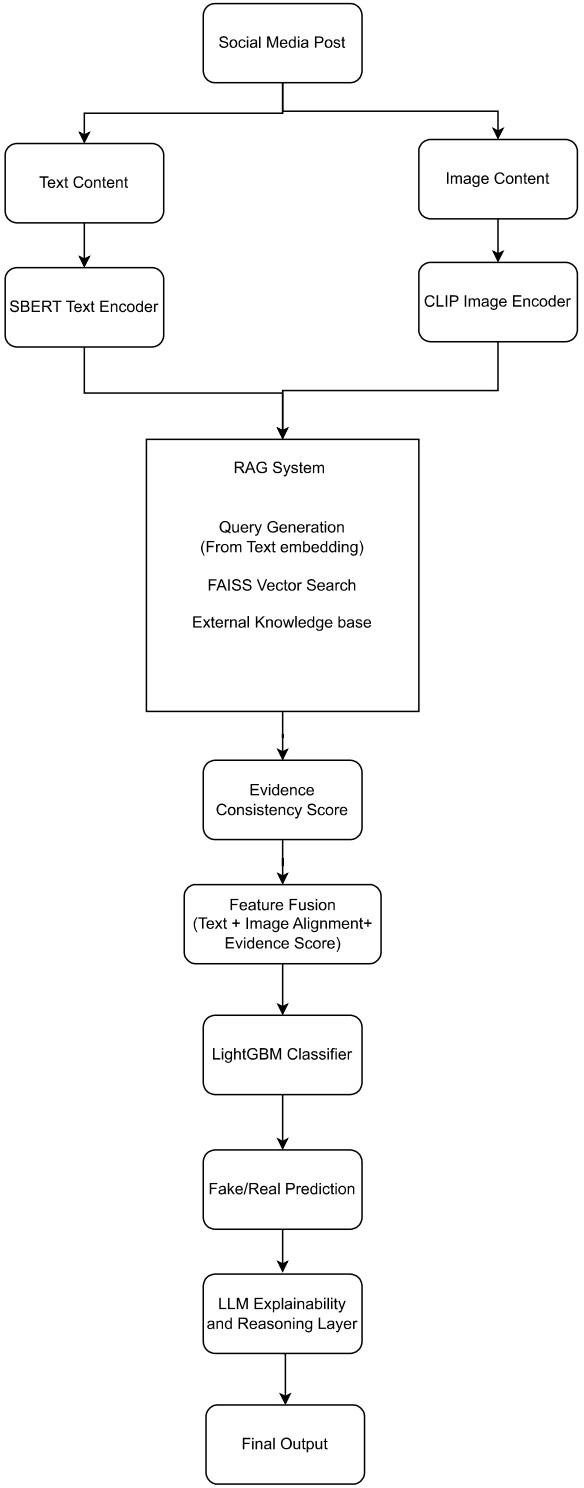 Social Media Post
Text Content
Image Content
SBERT Text Encoder
CLIP Image Encoder
RAG System
Query Generation
(From Text embedding)
FAISS Vector Search
External Knowledge base
Evidence
Consistency Score
Feature Fusion
(Text + Image Alignment+
Evidence Score)
LightGBM Classifier
Fake/Real Prediction
LLM Explainability
and Reasoning Layer
Final Output